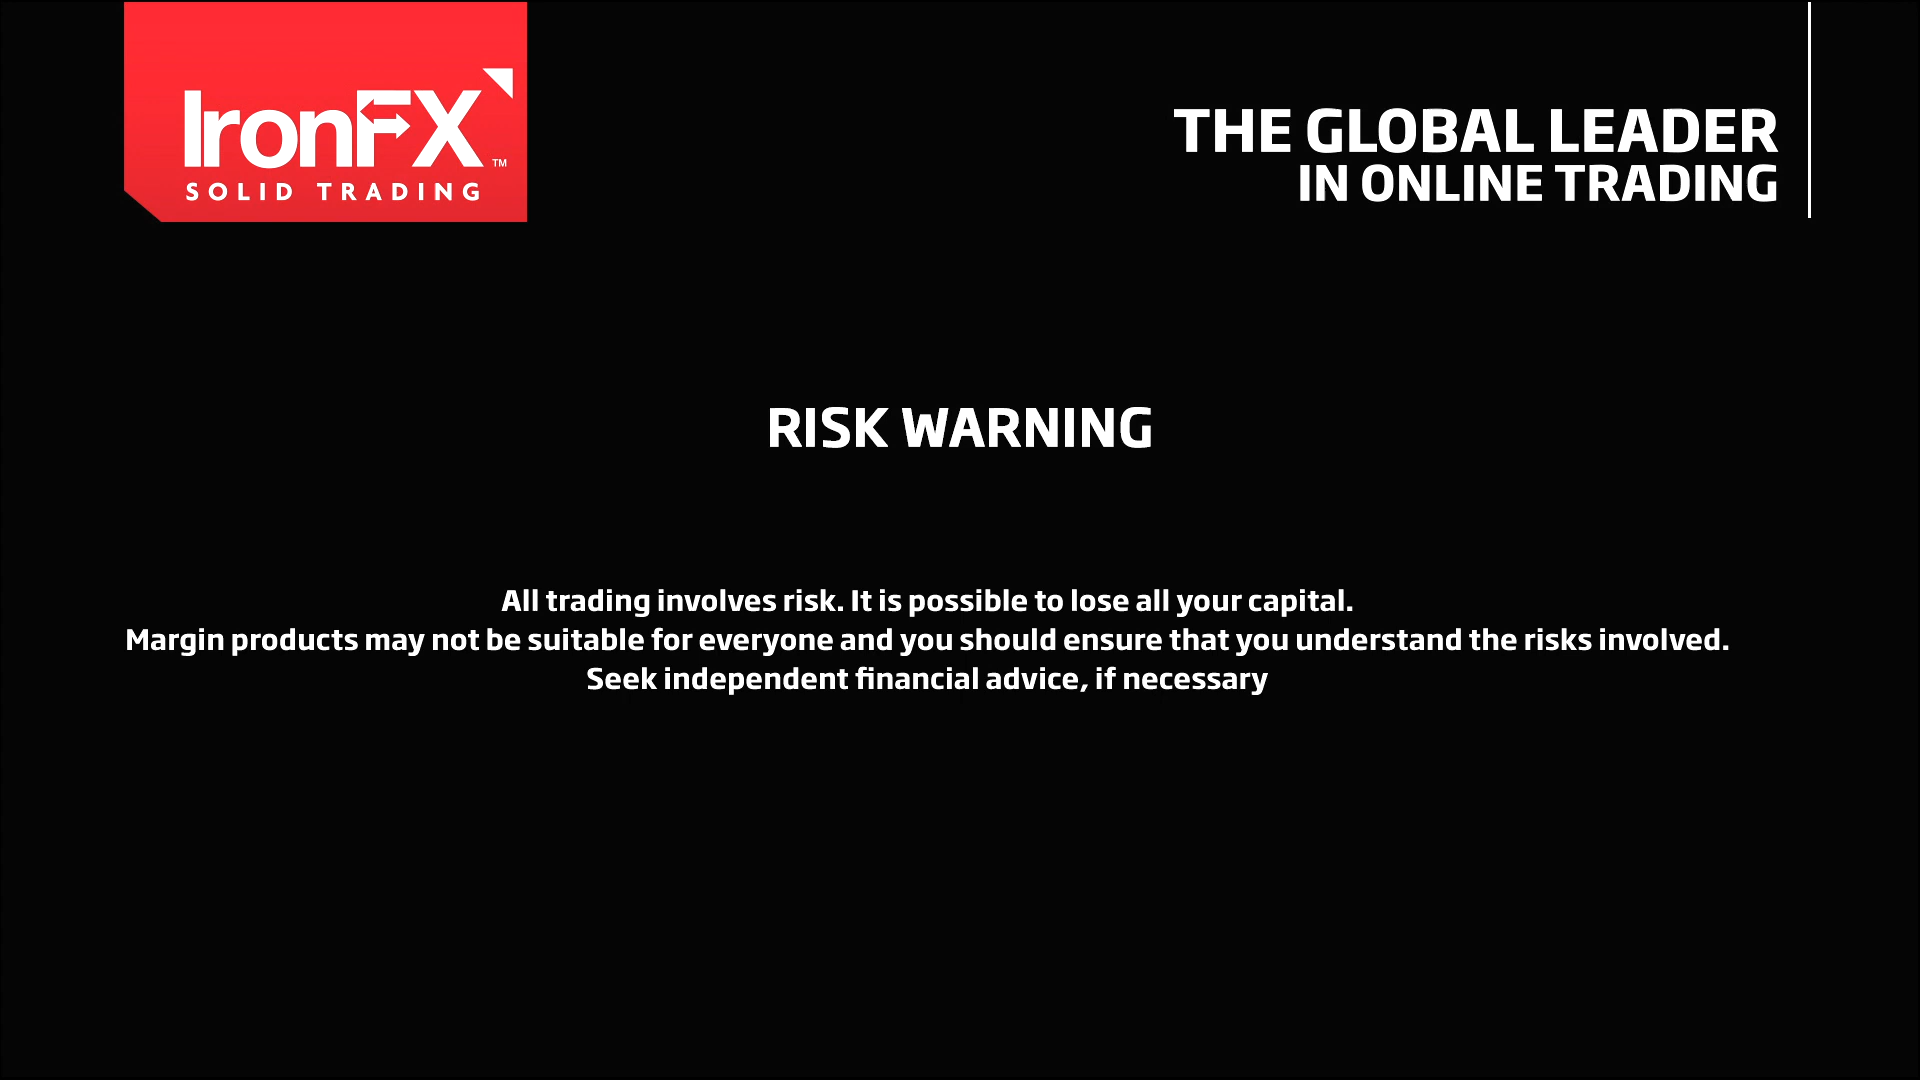 IronFX
™
SOLID TRADING
THE GLOBAL LEADER
IN ONLINE TRADING
RISK WARNING
All trading involves risk. It is possible to lose all your capital.
Margin products may not be suitable for everyone and you should ensure that you understand the risks involved.
Seek independent financial advice, if necessary